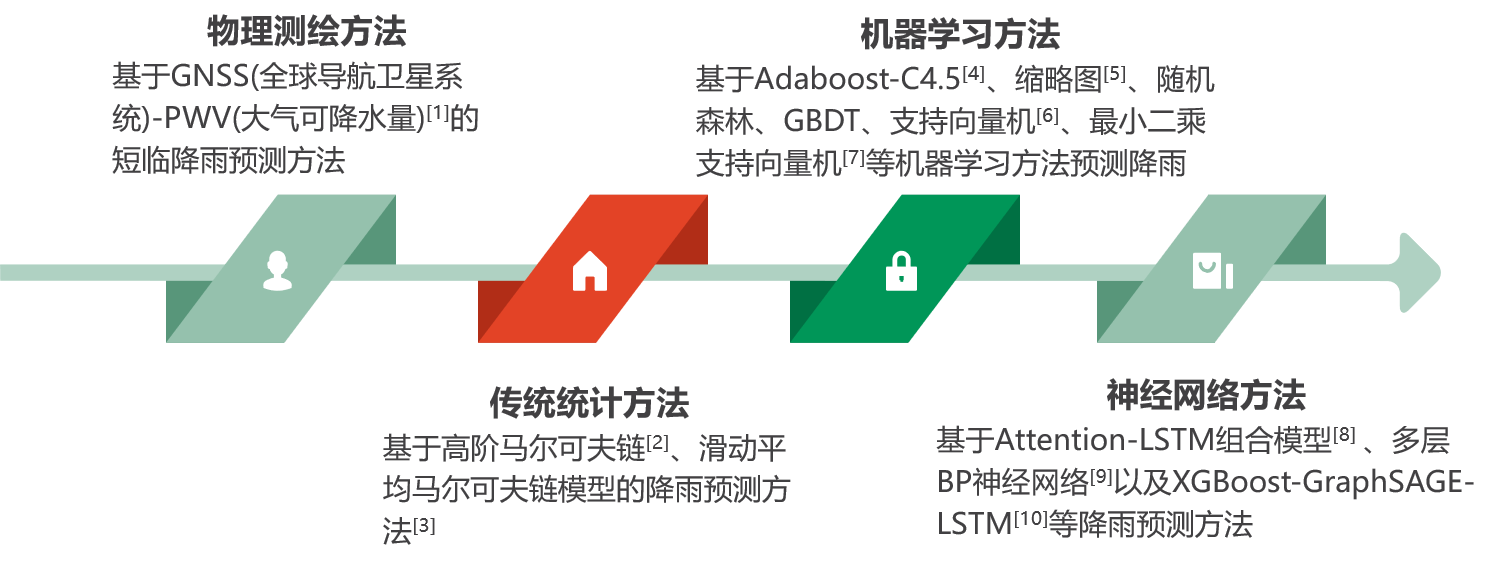 物理测绘方法
基于GNSS(全球导航卫星系
统)-PWV(大气可降水量)[1]的
短临降雨预测方法
机器学习方法
基于Adaboost-C4.5[4]、缩略图[5]、随机
森林、GBDT、支持向量机[6]、最小二乘
支持向量机[7]等机器学习方法预测降雨
传统统计方法
基于高阶马尔可夫链[2]、滑动平
均马尔可夫链模型的降雨预测方
法[3]
神经网络方法
基于Attention-LSTM组合模型[8] 、多层
BP神经网络[9]以及XGBoost-GraphSAGE-
LSTM[10]等降雨预测方法